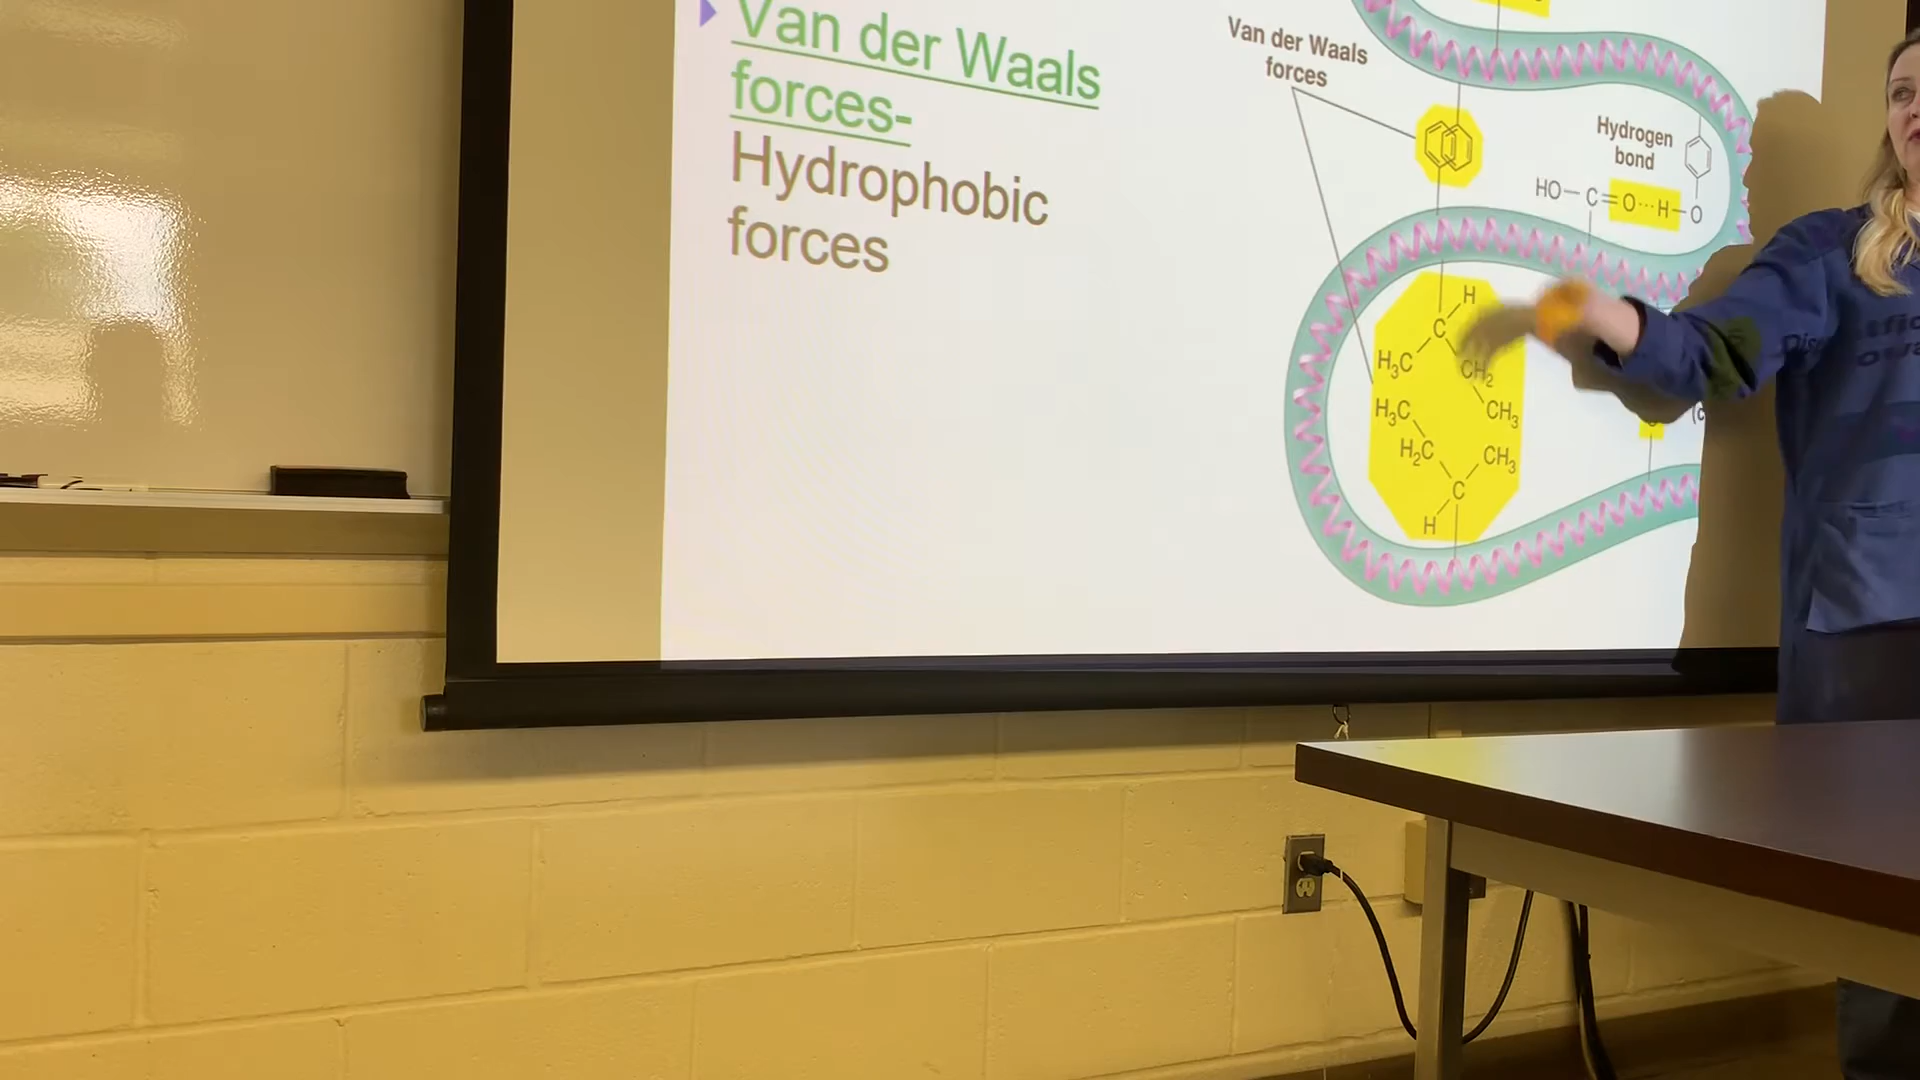 Van der Waals
forces-
Hydrophobic
forces
Van der Waals
forces
Hydrogen
bond
HO—C=O···H—O
H
C
H₃C
CH₂
CH₃
H₃C
H₂C
CH₃
C
H